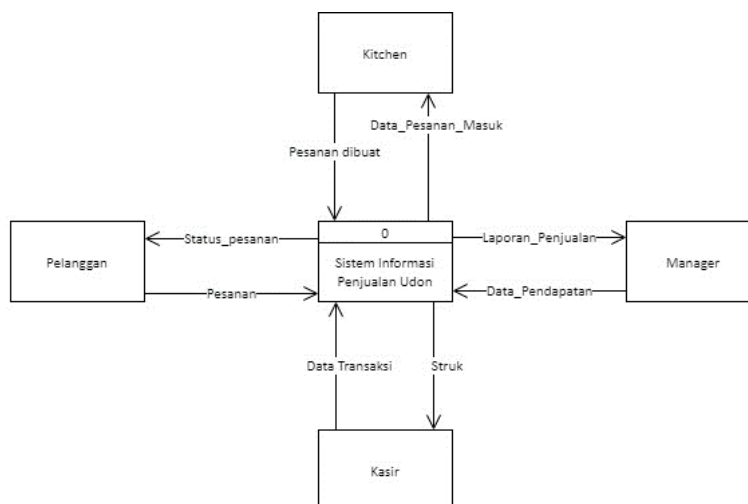 Kitchen
Data_Pesanan_Masuk
Pesanan dibuat
0
Status_pesanan
Laporan_Penjualan
Pelanggan
Sistem Informasi
Penjualan Udon
Manager
Pesanan
Data_Pendapatan
Data Transaksi
Struk
Kasir